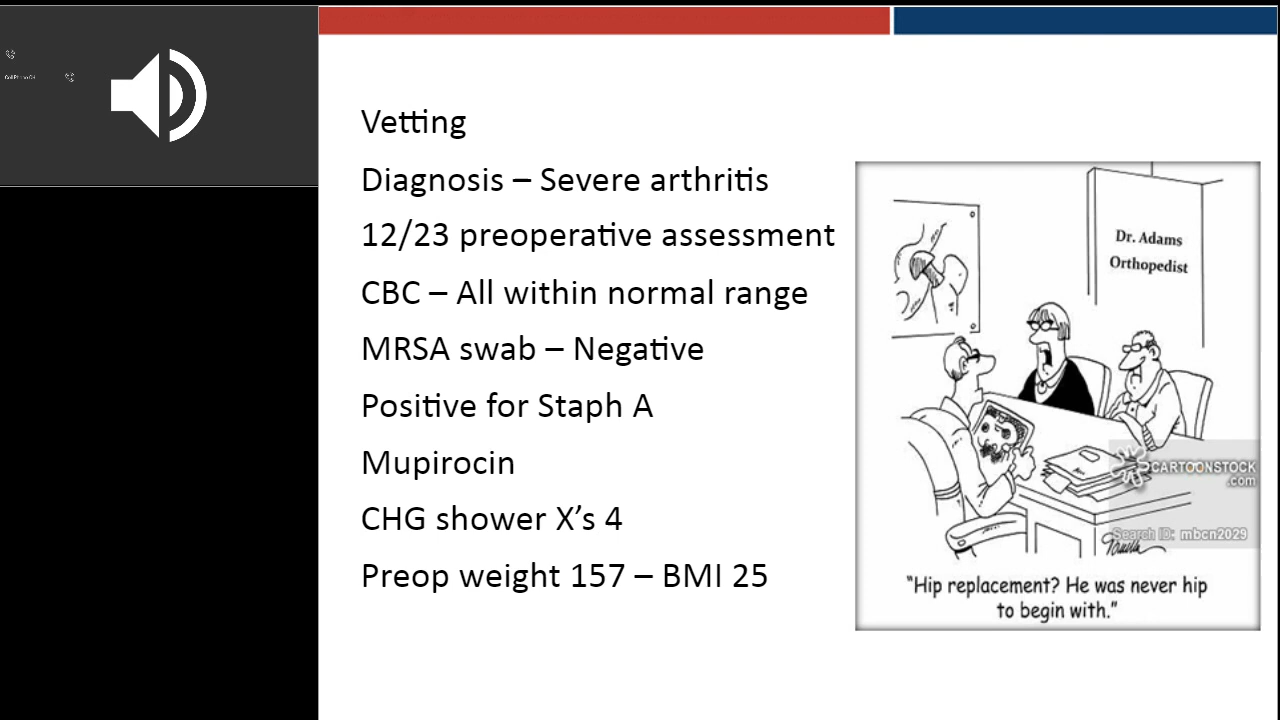 Vetting
Diagnosis – Severe arthritis
12/23 preoperative assessment
CBC – All within normal range
MRSA swab – Negative
Positive for Staph A
Mupirocin
CHG shower X’s 4
Preop weight 157 – BMI 25
Dr. Adams
Orthopedist
CARTOONSTOCK
.com
Search ID: mbcn2029
“Hip replacement? He was never hip
to begin with.”